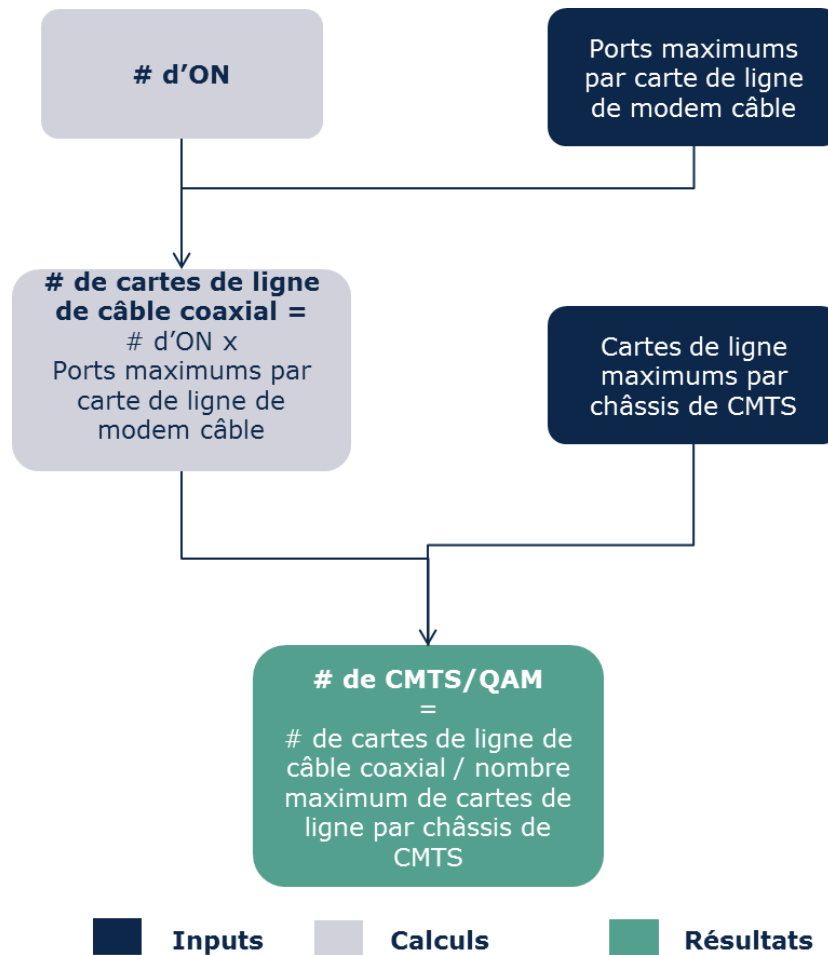 # d’ON
Ports maximums
par carte de ligne
de modem câble
# de cartes de ligne
de câble coaxial =
# d’ON x
Ports maximums par
carte de ligne de
modem câble
Cartes de ligne
maximums par
châssis de CMTS
# de CMTS/QAM
=
# de cartes de ligne de
câble coaxial / nombre
maximum de cartes de
ligne par châssis de
CMTS
Inputs
Calculs
Résultats